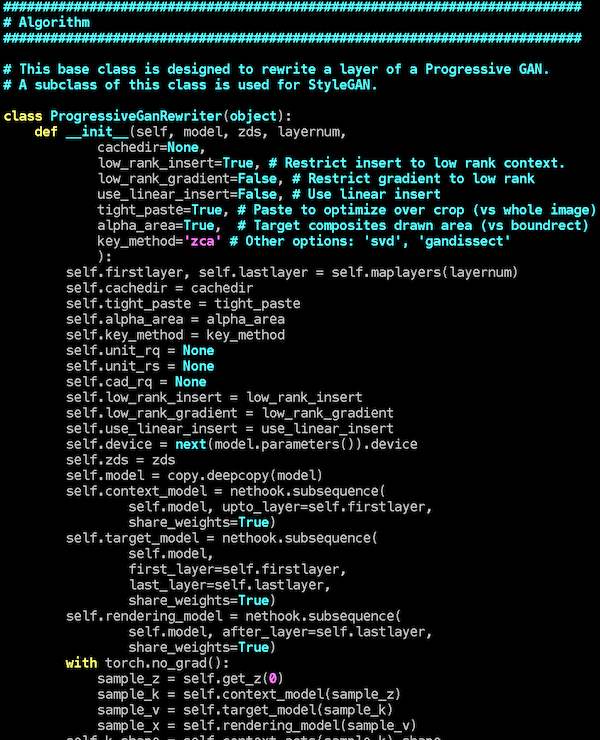 ##########################################################################
# Algorithm
##########################################################################

# This base class is designed to rewrite a layer of a Progressive GAN.
# A subclass of this class is used for StyleGAN.

class ProgressiveGanRewriter(object):
    def __init__(self, model, zds, layernum,
            cachedir=None,
            low_rank_insert=True, # Restrict insert to low rank context.
            low_rank_gradient=False, # Restrict gradient to low rank
            use_linear_insert=False, # Use linear insert
            tight_paste=True, # Paste to optimize over crop (vs whole image)
            alpha_area=True,  # Target composites drawn area (vs boundrect)
            key_method='zca' # Other options: 'svd', 'gandissect'
            ):
        self.firstlayer, self.lastlayer = self.maplayers(layernum)
        self.cachedir = cachedir
        self.tight_paste = tight_paste
        self.alpha_area = alpha_area
        self.key_method = key_method
        self.unit_rq = None
        self.unit_rs = None
        self.cad_rq = None
        self.low_rank_insert = low_rank_insert
        self.low_rank_gradient = low_rank_gradient
        self.use_linear_insert = use_linear_insert
        self.device = next(model.parameters()).device
        self.zds = zds
        self.model = copy.deepcopy(model)
        self.context_model = nethook.subsequence(
                self.model, upto_layer=self.firstlayer,
                share_weights=True)
        self.target_model = nethook.subsequence(
                self.model,
                first_layer=self.firstlayer,
                last_layer=self.lastlayer,
                share_weights=True)
        self.rendering_model = nethook.subsequence(
                self.model, after_layer=self.lastlayer,
                share_weights=True)
        with torch.no_grad():
            sample_z = self.get_z(0)
            sample_k = self.context_model(sample_z)
            sample_v = self.target_model(sample_k)
            sample_x = self.rendering_model(sample_v)